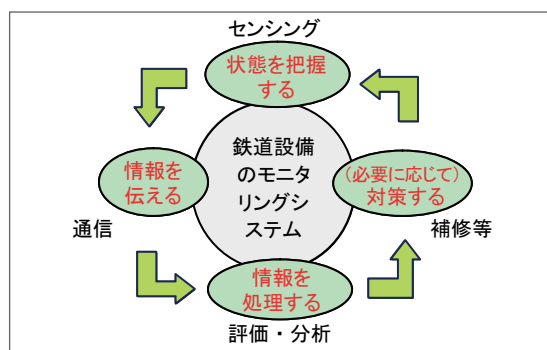 センシング
状態を把握
する
鉄道設備
のモニタ
リングシ
ステム
情報を
伝える
通信
(必要に応じて)
対策する
補修等
情報を
処理する
評価・分析